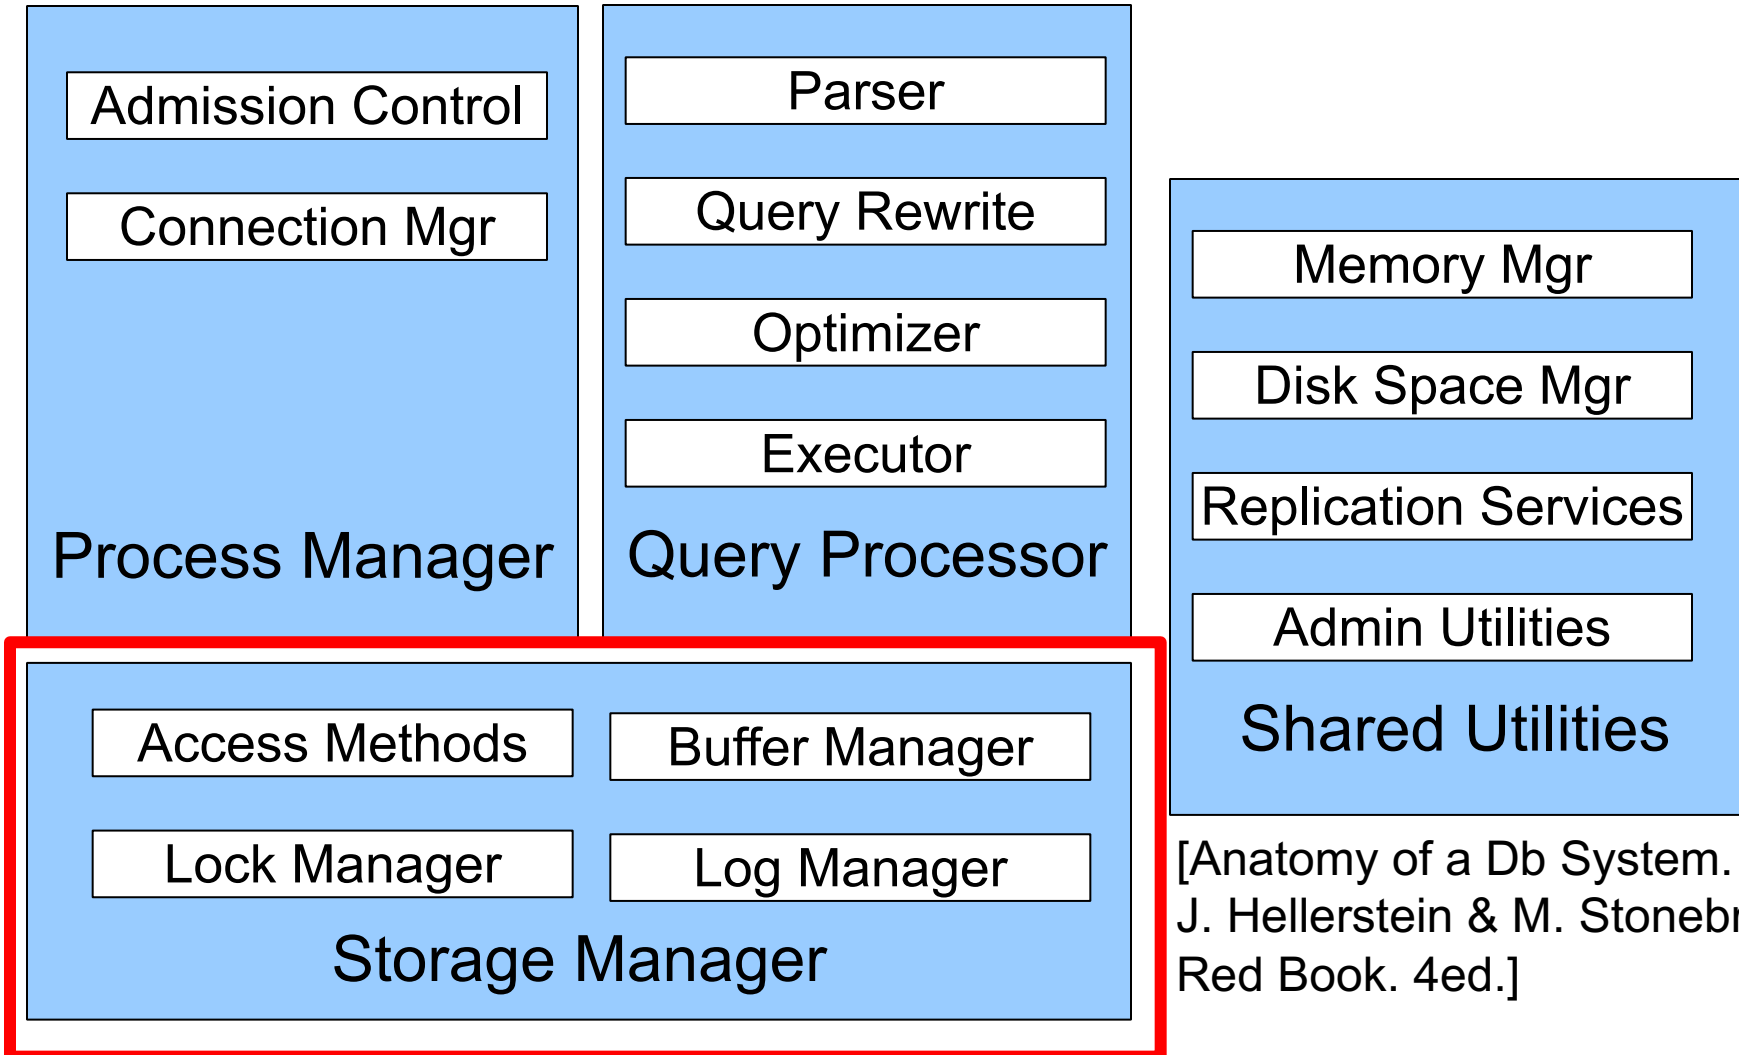 Admission Control
Connection Mgr
Process Manager
Parser
Query Rewrite
Optimizer
Executor
Query Processor
Memory Mgr
Disk Space Mgr
Replication Services
Admin Utilities
Shared Utilities
Access Methods
Buffer Manager
Lock Manager
Log Manager
Storage Manager
[Anatomy of a Db System.
J. Hellerstein & M.
Red Book. 4ed.]